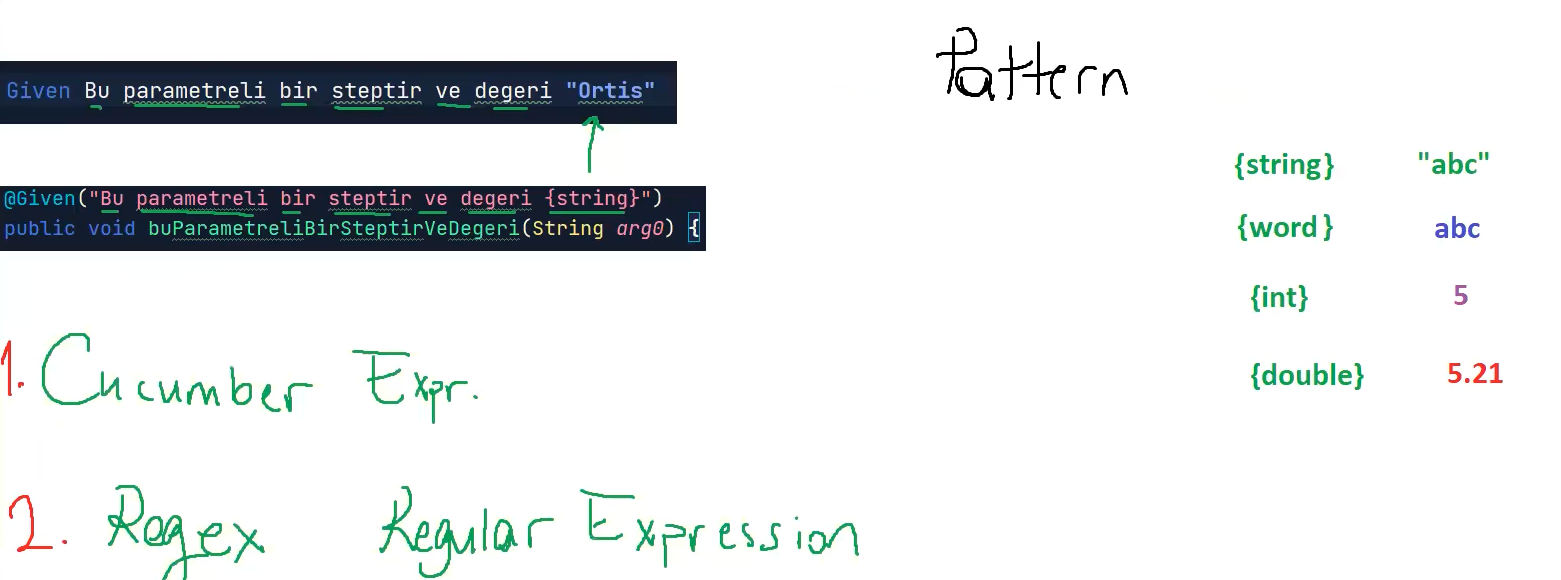 Pattern
Given Bu parametreli bir steptir ve degeri "Ortis"
@Given("Bu parametreli bir steptir ve degeri {string}")
public void buParametreliBirSteptirVeDegeri(String arg0) {
{string} "abc"
{word} abc
{int} 5
{double} 5.21
1. Cucumber Expr.
2. Regex Regular Expression